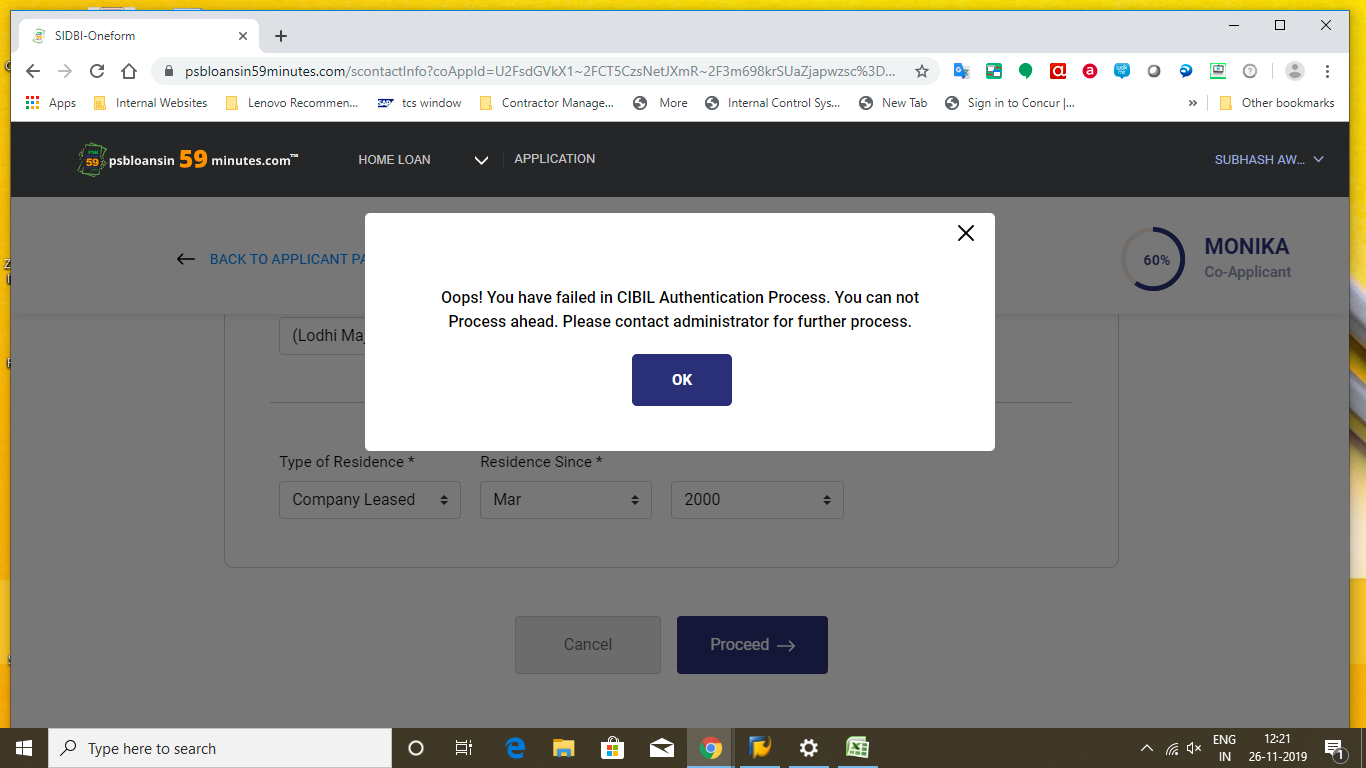 SIDBI-Oneform
psbloansin59minutes.com/scontactInfo?coAppId=U2FsdGVkX1~2FCT5CzsNetJXmR~2F3m698krSUaZjapwzsc%3D...
Apps Internal Websites Lenovo Recommen... tcs window Contractor Manage... More Internal Control Sys... New Tab Sign in to Concur |... » Other bookmarks
psbloansin 59 minutes.com™ HOME LOAN APPLICATION SUBHASH AW...
BACK TO APPLICANT PA
60% MONIKA
Co-Applicant
Oops! You have failed in CIBIL Authentication Process. You can not
Process ahead. Please contact administrator for further process.
OK
(Lodhi Ma
Type of Residence * Residence Since *
Company Leased Mar 2000
Cancel Proceed
Type here to search
ENG
IN
12:21
26-11-2019
1